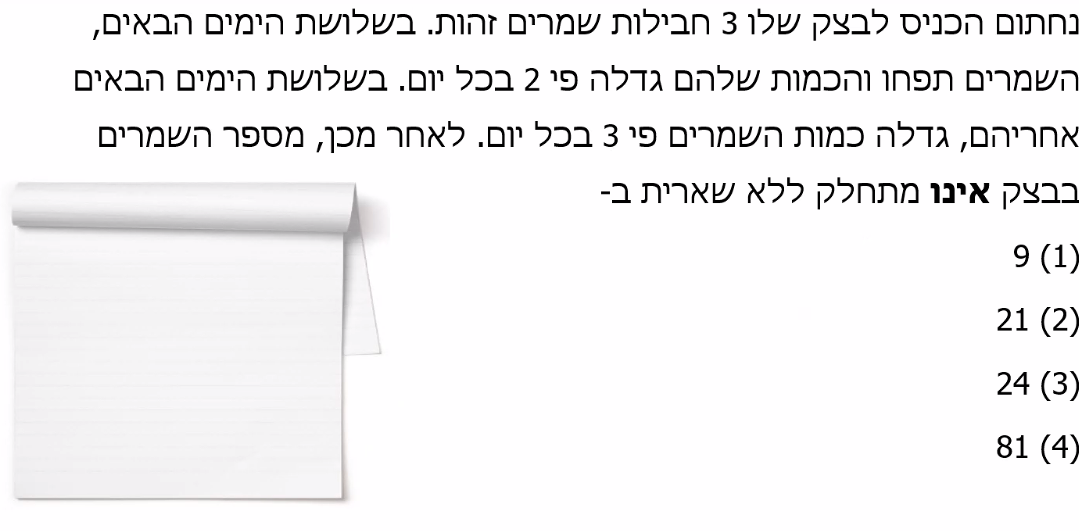 נחתום הכניס לבצק שלו 3 חבילות שמרים זהות. בשלושת הימים הבאים,
השמרים תפחו והכמות שלהם גדלה פי 2 בכל יום. בשלושת הימים הבאים
אחריהם, גדלה כמות השמרים פי 3 בכל יום. לאחר מכן, מספר השמרים
בבצק אינו מתחלק ללא שארית ב-
(1) 9
(2) 21
(3) 24
(4) 81